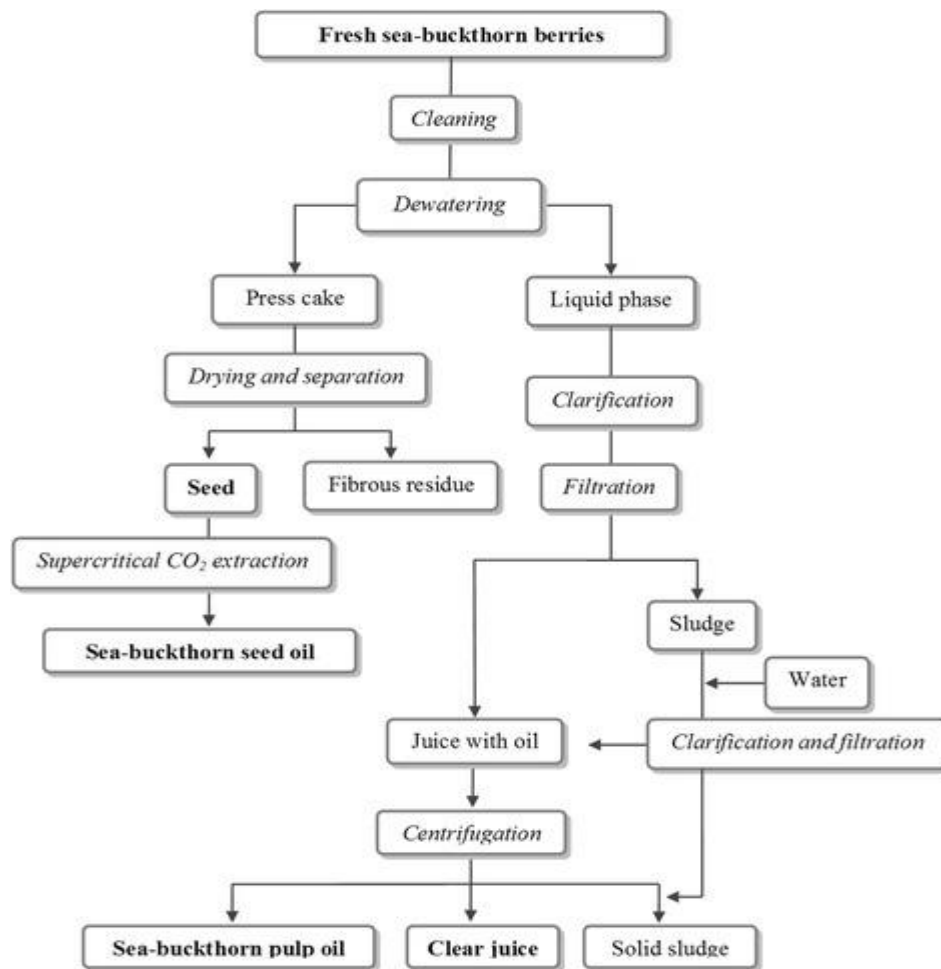 Fresh sea-buckthorn berries
Cleaning
Dewatering
Press cake
Liquid phase
Drying and separation
Clarification
Seed
Fibrous residue
Filtration
Supercritical CO₂ extraction
Sludge
Sea-buckthorn seed oil
Water
Juice with oil
Clarification and filtration
Centrifugation
Sea-buckthorn pulp oil
Clear juice
Solid sludge